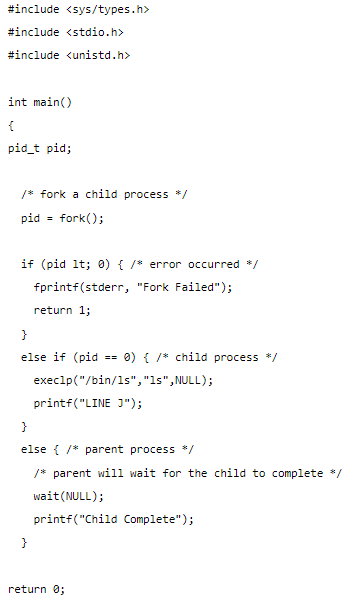 #include <sys/types.h>
#include <stdio.h>
#include <unistd.h>
int main()
{
pid_t pid;
/* fork a child process */
pid = fork();
if (pid lt; 0) { /* error occurred */
fprintf(stderr, "Fork Failed");
return 1;
}
else if (pid == 0) { /* child process */
execlp("/bin/ls","ls",NULL);
printf("LINE J");
}
else { /* parent process */
/* parent will wait for the child to complete */
wait(NULL);
printf("Child Complete");
}
return 0;